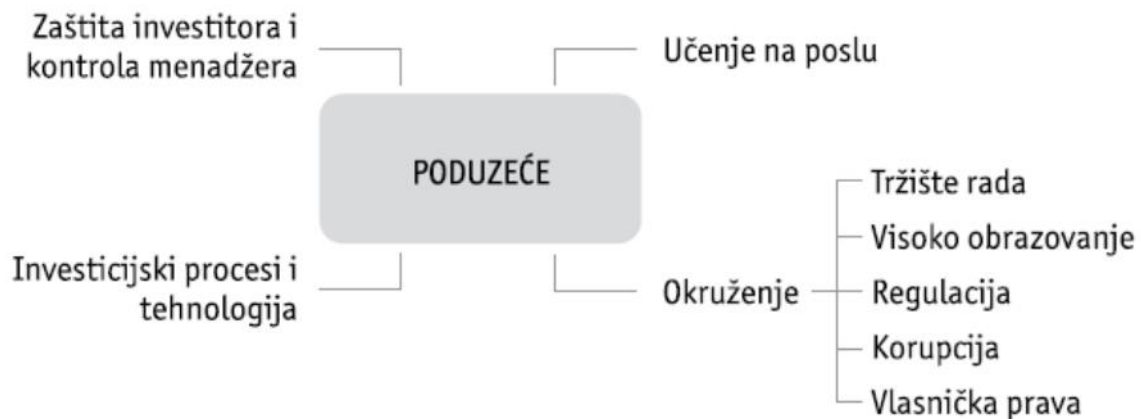 Zaštita investitora i
kontrola menadžera
Učenje na poslu
PODUZEĆE
Investicijski procesi i
tehnologija
Okruženje
Tržište rada
Visoko obrazovanje
Regulacija
Korupcija
Vlasnička prava